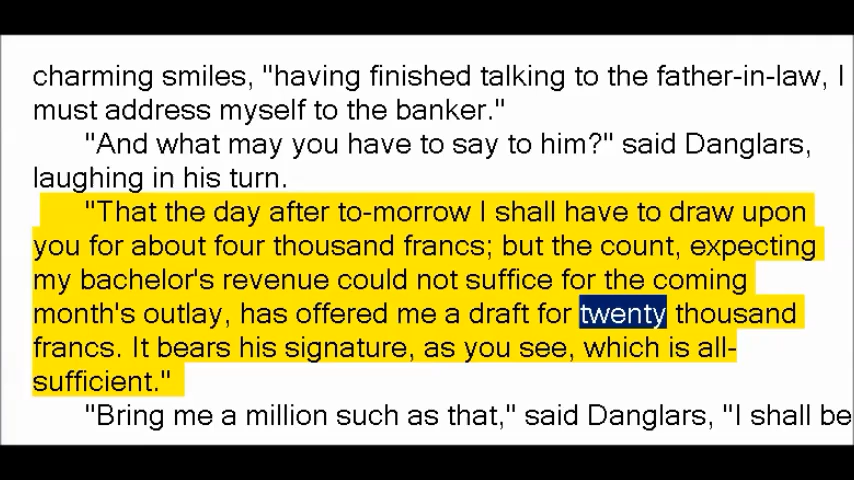 charming smiles, "having finished talking to the father-in-law, I
must address myself to the banker."
"And what may you have to say to him?" said Danglars,
laughing in his turn.
"That the day after to-morrow I shall have to draw upon
you for about four thousand francs; but the count, expecting
my bachelor's revenue could not suffice for the coming
month's outlay, has offered me a draft for twenty thousand
francs. It bears his signature, as you see, which is all-
sufficient."
"Bring me a million such as that," said Danglars, "I shall be